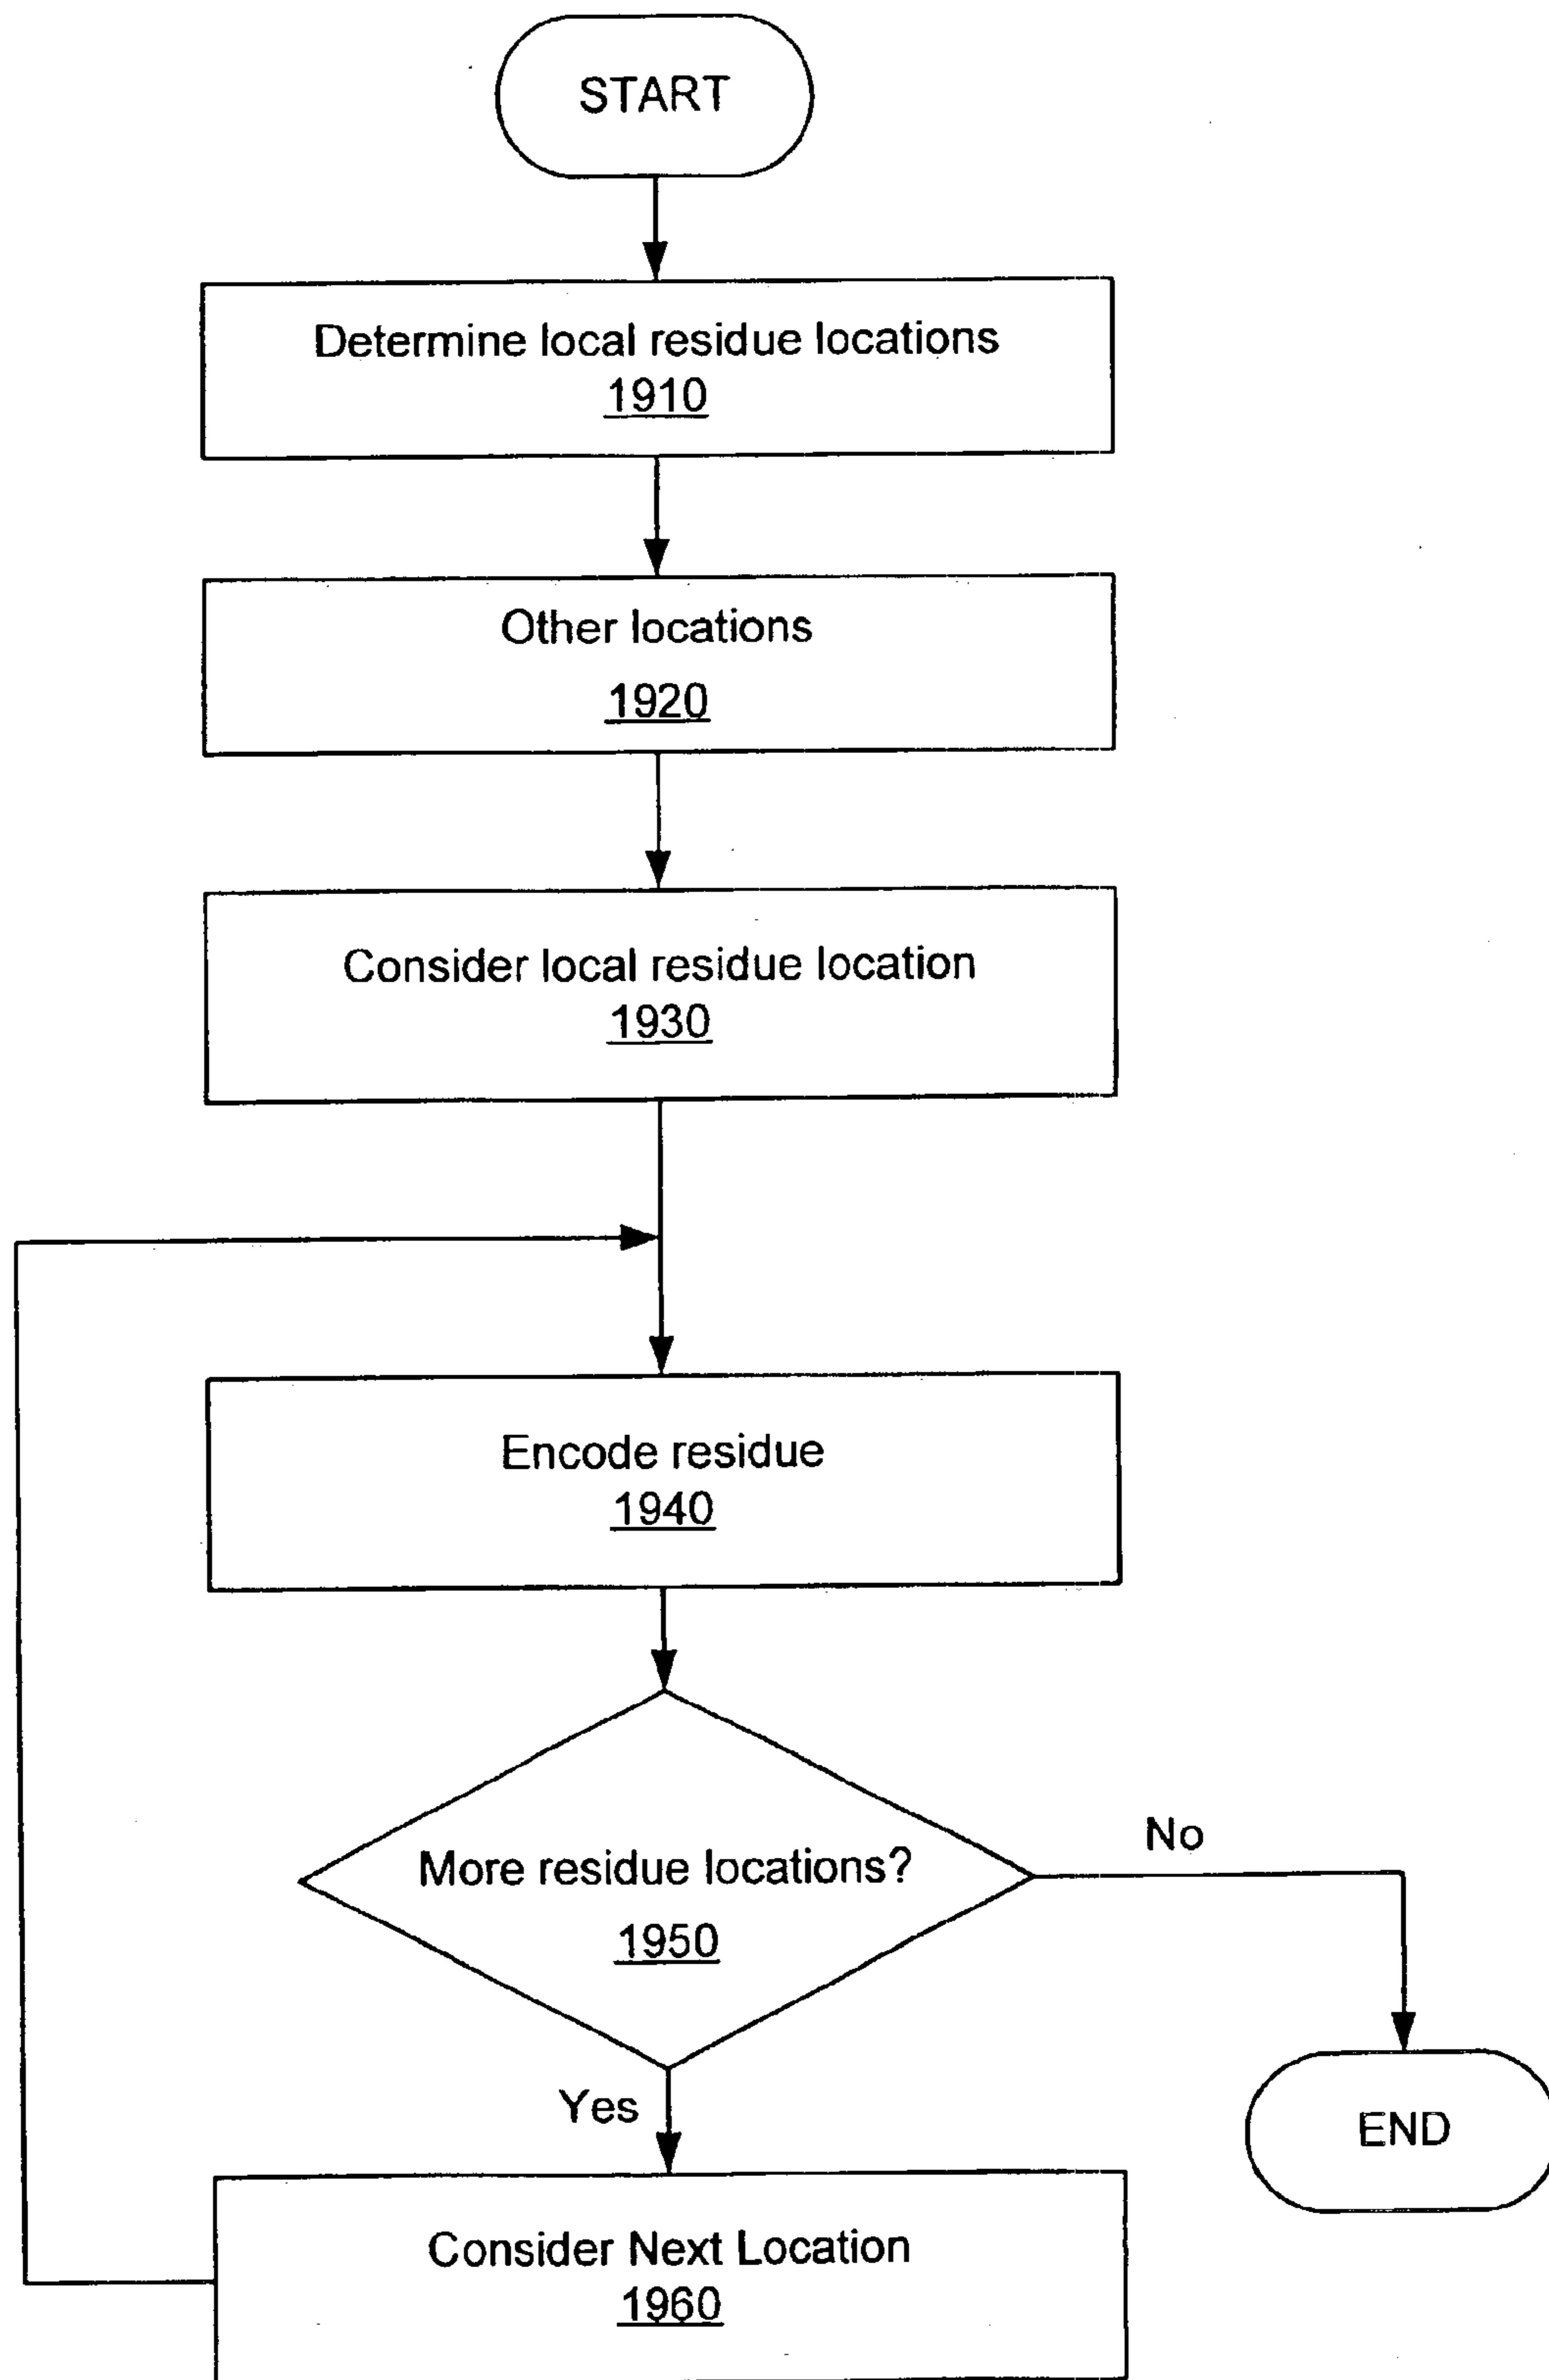 START
Determine local residue locations
1910
Other locations
1920
Consider local residue location
1930
Encode residue
1940
More residue locations?
1950
No
Yes
END
Consider Next Location
1960